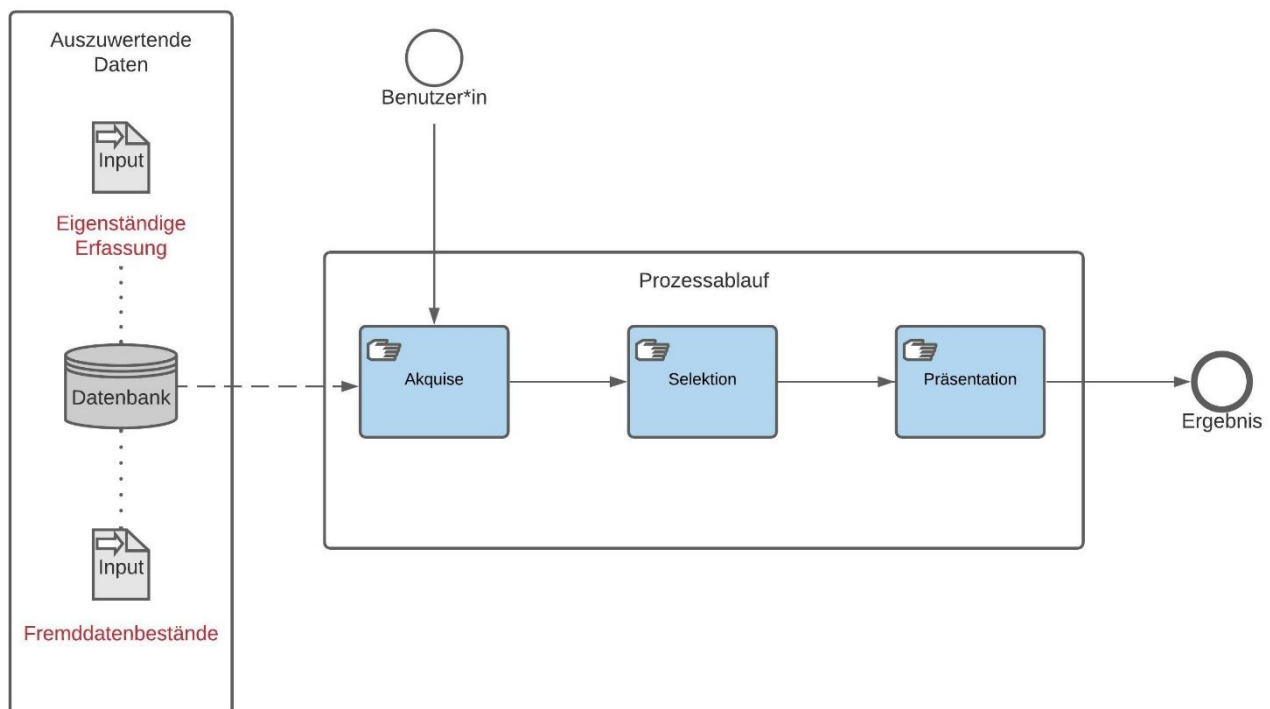 Auszuwertende
Daten
Input
Eigenständige
Erfassung
Datenbank
Input
Fremddatenbestände
Benutzer*in
Prozessablauf
Akquise
Selektion
Präsentation
Ergebnis